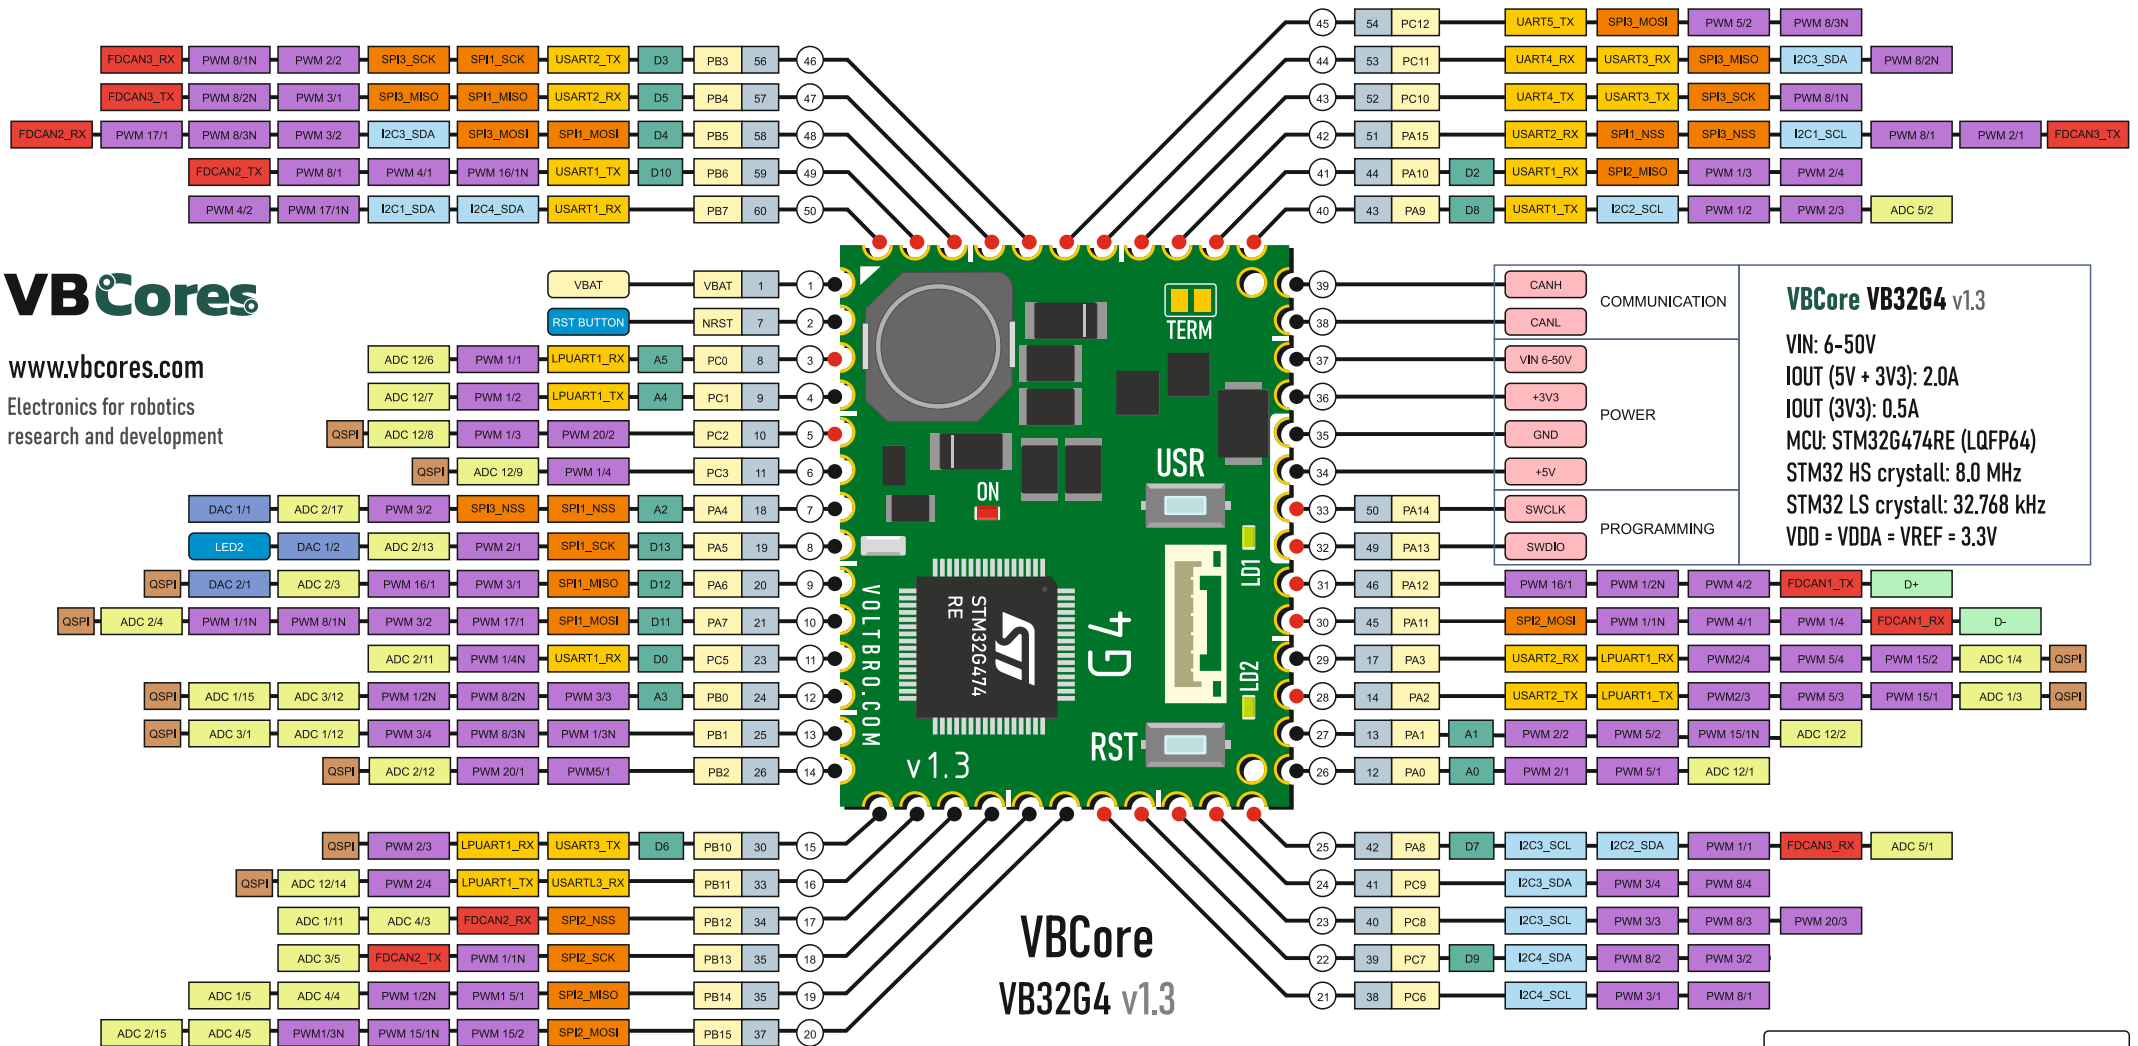 45 54 PC12 UART5_TX SPI3_MOSI PWM 5/2 PWM 8/3N
FDCAN3_RX PWM 8/1N PWM 2/2 SPI3_SCK SPI1_SCK USART2_TX D3 PB3 56 46
44 53 PC11 UART4_RX USART3_RX SPI3_MISO I2C3_SDA PWM 8/2N
FDCAN3_TX PWM 8/2N PWM 3/1 SPI3_MISO SPI1_MISO USART2_RX D5 PB4 57 47
43 52 PC10 UART4_TX USART3_TX SPI3_SCK PWM 8/1N
FDCAN2_RX PWM 17/1 PWM 8/3N PWM 3/2 I2C3_SDA SPI3_MOSI SPI1_MOSI D4 PB5 58 48
42 51 PA15 USART2_RX SPI1_NSS SPI3_NSS I2C1_SCL PWM 8/1 PWM 2/1 FDCAN3_TX
FDCAN2_TX PWM 8/1 PWM 4/1 PWM 16/1N USART1_TX D10 PB6 59 49
41 44 PA10 D2 USART1_RX SPI2_MISO PWM 1/3 PWM 2/4
PWM 4/2 PWM 17/1N I2C1_SDA I2C4_SDA USART1_RX PB7 60 50
40 43 PA9 D8 USART1_TX I2C2_SCL PWM 1/2 PWM 2/3 ADC 5/2
VBCores
www.vbcores.com
Electronics for robotics
research and development
VBAT VBAT 1 1
RST BUTTON NRST 7 2
ADC 12/6 PWM 1/1 LPUART1_RX A5 PC0 8 3
ADC 12/7 PWM 1/2 LPUART1_TX A4 PC1 9 4
QSPI ADC 12/8 PWM 1/3 PWM 20/2 PC2 10 5
QSPI ADC 12/9 PWM 1/4 PC3 11 6
DAC 1/1 ADC 2/17 PWM 3/2 SPI3_NSS SPI1_NSS A2 PA4 18 7
LED2 DAC 1/2 ADC 2/13 PWM 2/1 SPI1_SCK D13 PA5 19 8
QSPI DAC 2/1 ADC 2/3 PWM 16/1 PWM 3/1 SPI1_MISO D12 PA6 20 9
QSPI ADC 2/4 PWM 1/1N PWM 8/1N PWM 3/2 PWM 17/1 SPI1_MOSI D11 PA7 21 10
ADC 2/11 PWM 1/4N USART1_RX D0 PC5 23 11
QSPI ADC 1/15 ADC 3/12 PWM 1/2N PWM 8/2N PWM 3/3 A3 PB0 24 12
QSPI ADC 3/1 ADC 1/12 PWM 3/4 PWM 8/3N PWM 1/3N PB1 25 13
QSPI ADC 2/12 PWM 20/1 PWM5/1 PB2 26 14
TERM
USR
ON
LD1
VOLTBRO.COM
STM32G474
RE
G4
LD2
RST
v1.3
39 CANH
COMMUNICATION
38 CANL
37 VIN 6-50V
36 +3V3
POWER
35 GND
34 +5V
33 50 PA14 SWCLK
PROGRAMMING
32 49 PA13 SWDIO
VBCore VB32G4 v1.3
VIN: 6-50V
IOUT (5V + 3V3): 2.0A
IOUT (3V3): 0.5A
MCU: STM32G474RE (LQFP64)
STM32 HS crystall: 8.0 MHz
STM32 LS crystall: 32.768 kHz
VDD = VDDA = VREF = 3.3V
31 46 PA12 PWM 16/1 PWM 1/2N PWM 4/2 FDCAN1_TX D+
30 45 PA11 SPI2_MOSI PWM 1/1N PWM 4/1 PWM 1/4 FDCAN1_RX D-
29 17 PA3 USART2_RX LPUART1_RX PWM2/4 PWM 5/4 PWM 15/2 ADC 1/4 QSPI
28 14 PA2 USART2_TX LPUART1_TX PWM2/3 PWM 5/3 PWM 15/1 ADC 1/3 QSPI
27 13 PA1 A1 PWM 2/2 PWM 5/2 PWM 15/1N ADC 12/2
26 12 PA0 A0 PWM 2/1 PWM 5/1 ADC 12/1
QSPI PWM 2/3 LPUART1_RX USART3_TX D6 PB10 30 15
QSPI ADC 12/14 PWM 2/4 LPUART1_TX USARTL3_RX PB11 33 16
ADC 1/11 ADC 4/3 FDCAN2_RX SPI2_NSS PB12 34 17
ADC 3/5 FDCAN2_TX PWM 1/1N SPI2_SCK PB13 35 18
ADC 1/5 ADC 4/4 PWM 1/2N PWM1 5/1 SPI2_MISO PB14 35 19
ADC 2/15 ADC 4/5 PWM1/3N PWM 15/1N PWM 15/2 SPI2_MOSI PB15 37 20
VBCore
VB32G4 v1.3
25 42 PA8 D7 I2C3_SCL I2C2_SDA PWM 1/1 FDCAN3_RX ADC 5/1
24 41 PC9 I2C3_SDA PWM 3/4 PWM 8/4
23 40 PC8 I2C3_SCL PWM 3/3 PWM 8/3 PWM 20/3
22 39 PC7 D9 I2C4_SDA PWM 8/2 PWM 3/2
21 38 PC6 I2C4_SCL PWM 3/1 PWM 8/1